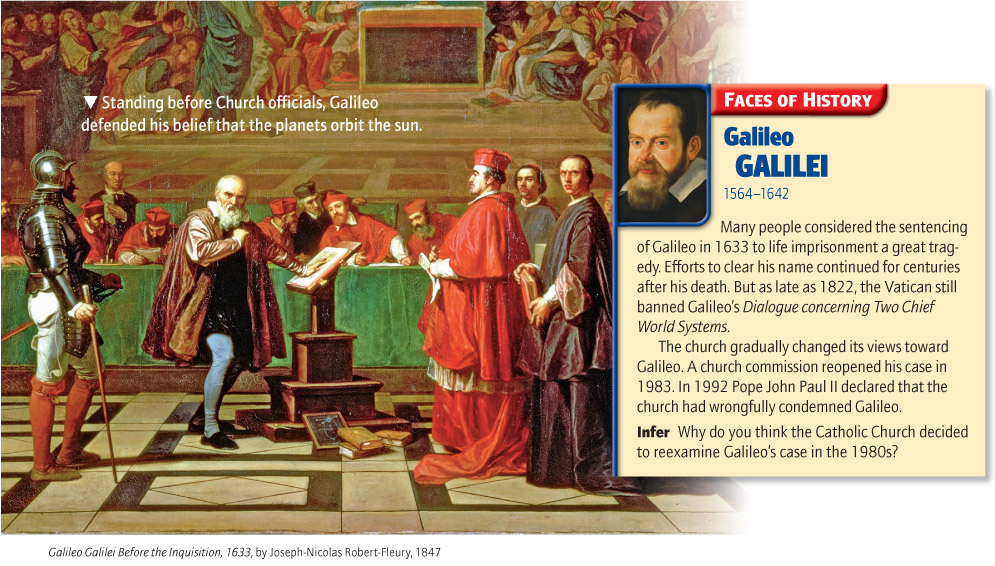 ▼ Standing before Church officials, Galileo
defended his belief that the planets orbit the sun.
FACES OF HISTORY
Galileo
GALILEI
1564–1642
Many people considered the sentencing
of Galileo in 1633 to life imprisonment a great trag-
edy. Efforts to clear his name continued for centuries
after his death. But as late as 1822, the Vatican still
banned Galileo's Dialogue concerning Two Chief
World Systems.
The church gradually changed its views toward
Galileo. A church commission reopened his case in
1983. In 1992 Pope John Paul II declared that the
church had wrongfully condemned Galileo.
Infer Why do you think the Catholic Church decided
to reexamine Galileo's case in the 1980s?
Galileo Galilei Before the Inquisition, 1633, by Joseph-Nicolas Robert-Fleury, 1847